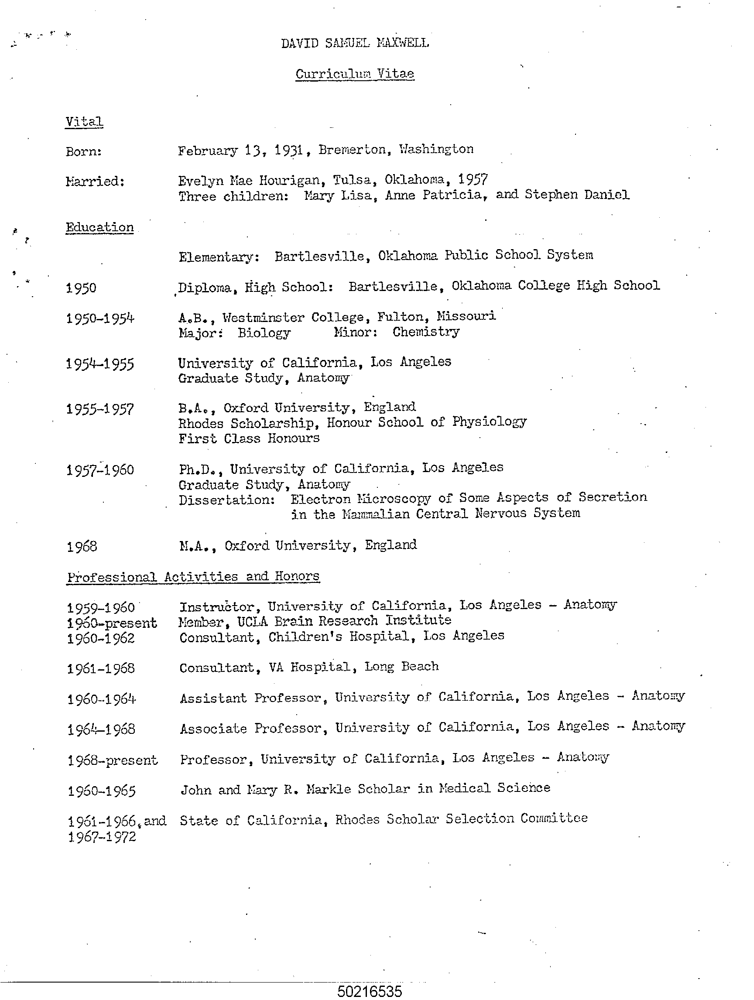 DAVID SAMUEL MAXWELL
Curriculum Vitae
Vital
Born: February 13, 1931, Bremerton, Washington
Married: Evelyn Mae Hourigan, Tulsa, Oklahoma, 1957
Three children: Mary Lisa, Anne Patricia, and Stephen Daniel
Education
Elementary: Bartlesville, Oklahoma Public School System
1950 Diploma, High School: Bartlesville, Oklahoma College High School
1950-1954 A.B., Westminster College, Fulton, Missouri
Major: Biology Minor: Chemistry
1954-1955 University of California, Los Angeles
Graduate Study, Anatomy
1955-1957 B.A., Oxford University, England
Rhodes Scholarship, Honour School of Physiology
First Class Honours
1957-1960 Ph.D., University of California, Los Angeles
Graduate Study, Anatomy
Dissertation: Electron Microscopy of Some Aspects of Secretion
in the Mammalian Central Nervous System
1968 M.A., Oxford University, England
Professional Activities and Honors
1959-1960 Instructor, University of California, Los Angeles - Anatomy
1960-present Member, UCLA Brain Research Institute
1960-1962 Consultant, Children's Hospital, Los Angeles
1961-1968 Consultant, VA Hospital, Long Beach
1960-1964 Assistant Professor, University of California, Los Angeles - Anatomy
1964-1968 Associate Professor, University of California, Los Angeles - Anatomy
1968-present Professor, University of California, Los Angeles - Anatomy
1960-1965 John and Mary R. Markle Scholar in Medical Science
1961-1966, and State of California, Rhodes Scholar Selection Committee
1967-1972
50216535